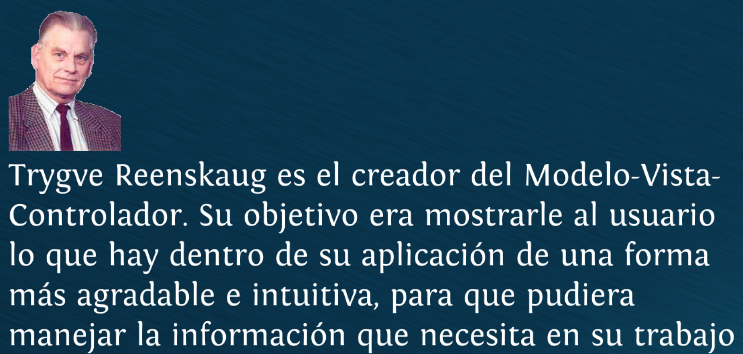 Trygve Reenskaug es el creador del Modelo-Vista-
Controlador. Su objetivo era mostrarle al usuario
lo que hay dentro de su aplicación de una forma
más agradable e intuitiva, para que pudiera
manejar la información que necesita en su trabajo